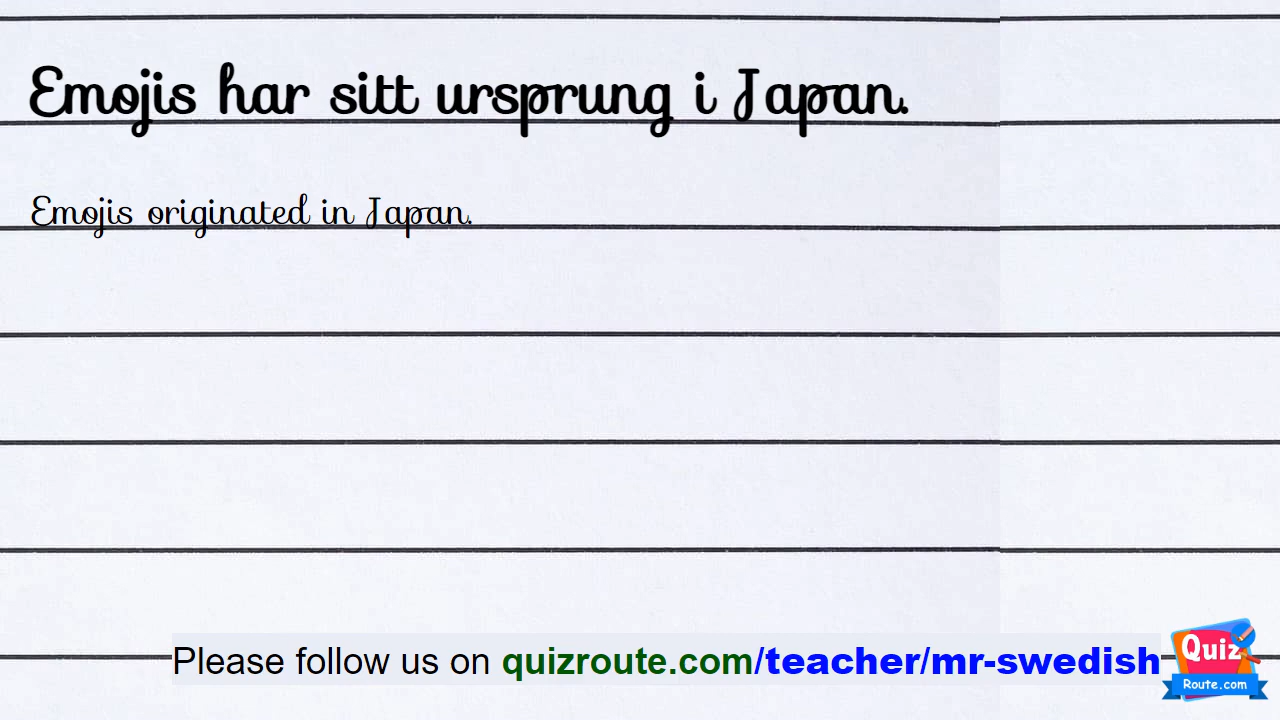 Emojis har sitt ursprung i Japan.
Emojis originated in Japan.
Please follow us on quizroute.com/teacher/mr-swedish
Quiz
Route.com